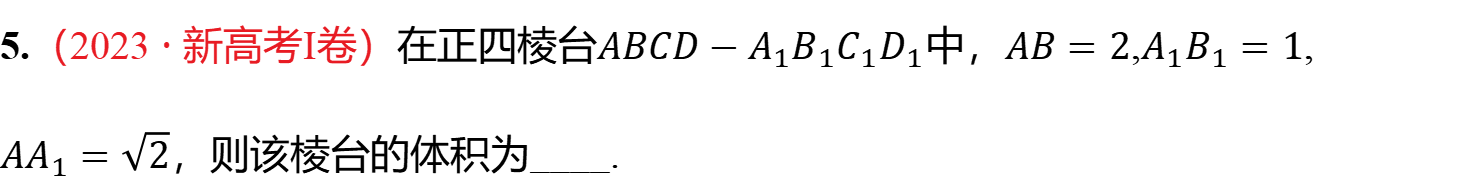 5.（2023 · 新高考I卷）在正四棱台ABCD − A₁B₁C₁D₁中，AB = 2,A₁B₁ = 1,
AA₁ = √2，则该棱台的体积为____.